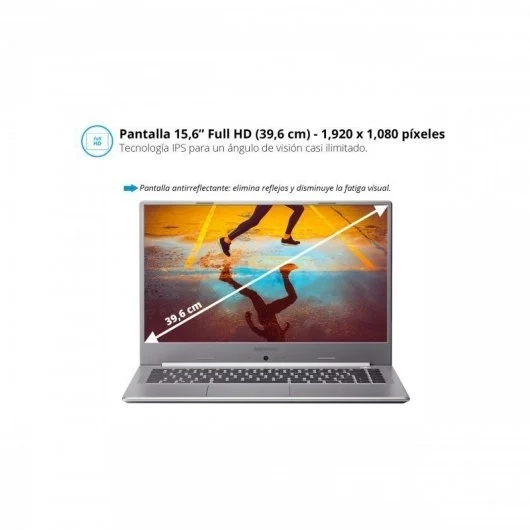 Full
HD
Pantalla 15,6” Full HD (39,6 cm) - 1,920 x 1,080 píxeles
Tecnología IPS para un ángulo de visión casi ilimitado.
Pantalla antirreflectante: elimina reflejos y disminuye la fatiga visual.
39,6 cm